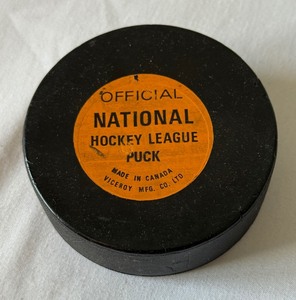 OFFICIAL
NATIONAL
HOCKEY LEAGUE
PUCK
MADE IN CANADA
VICEROY MFG. CO. LTD